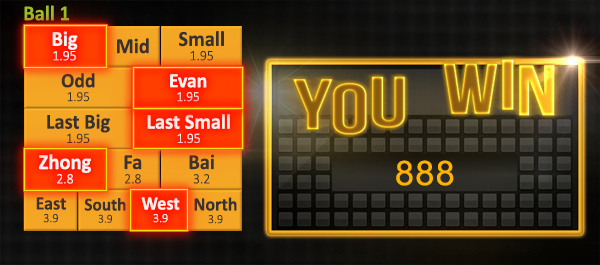 Ball 1
Big Mid Small
1.95 1.95
Odd Evan
1.95 1.95
Last Big Last Small
1.95 1.95
Zhong Fa Bai
2.8 2.8 3.2
East South West North
3.9 3.9 3.9 3.9
YOU WIN
888